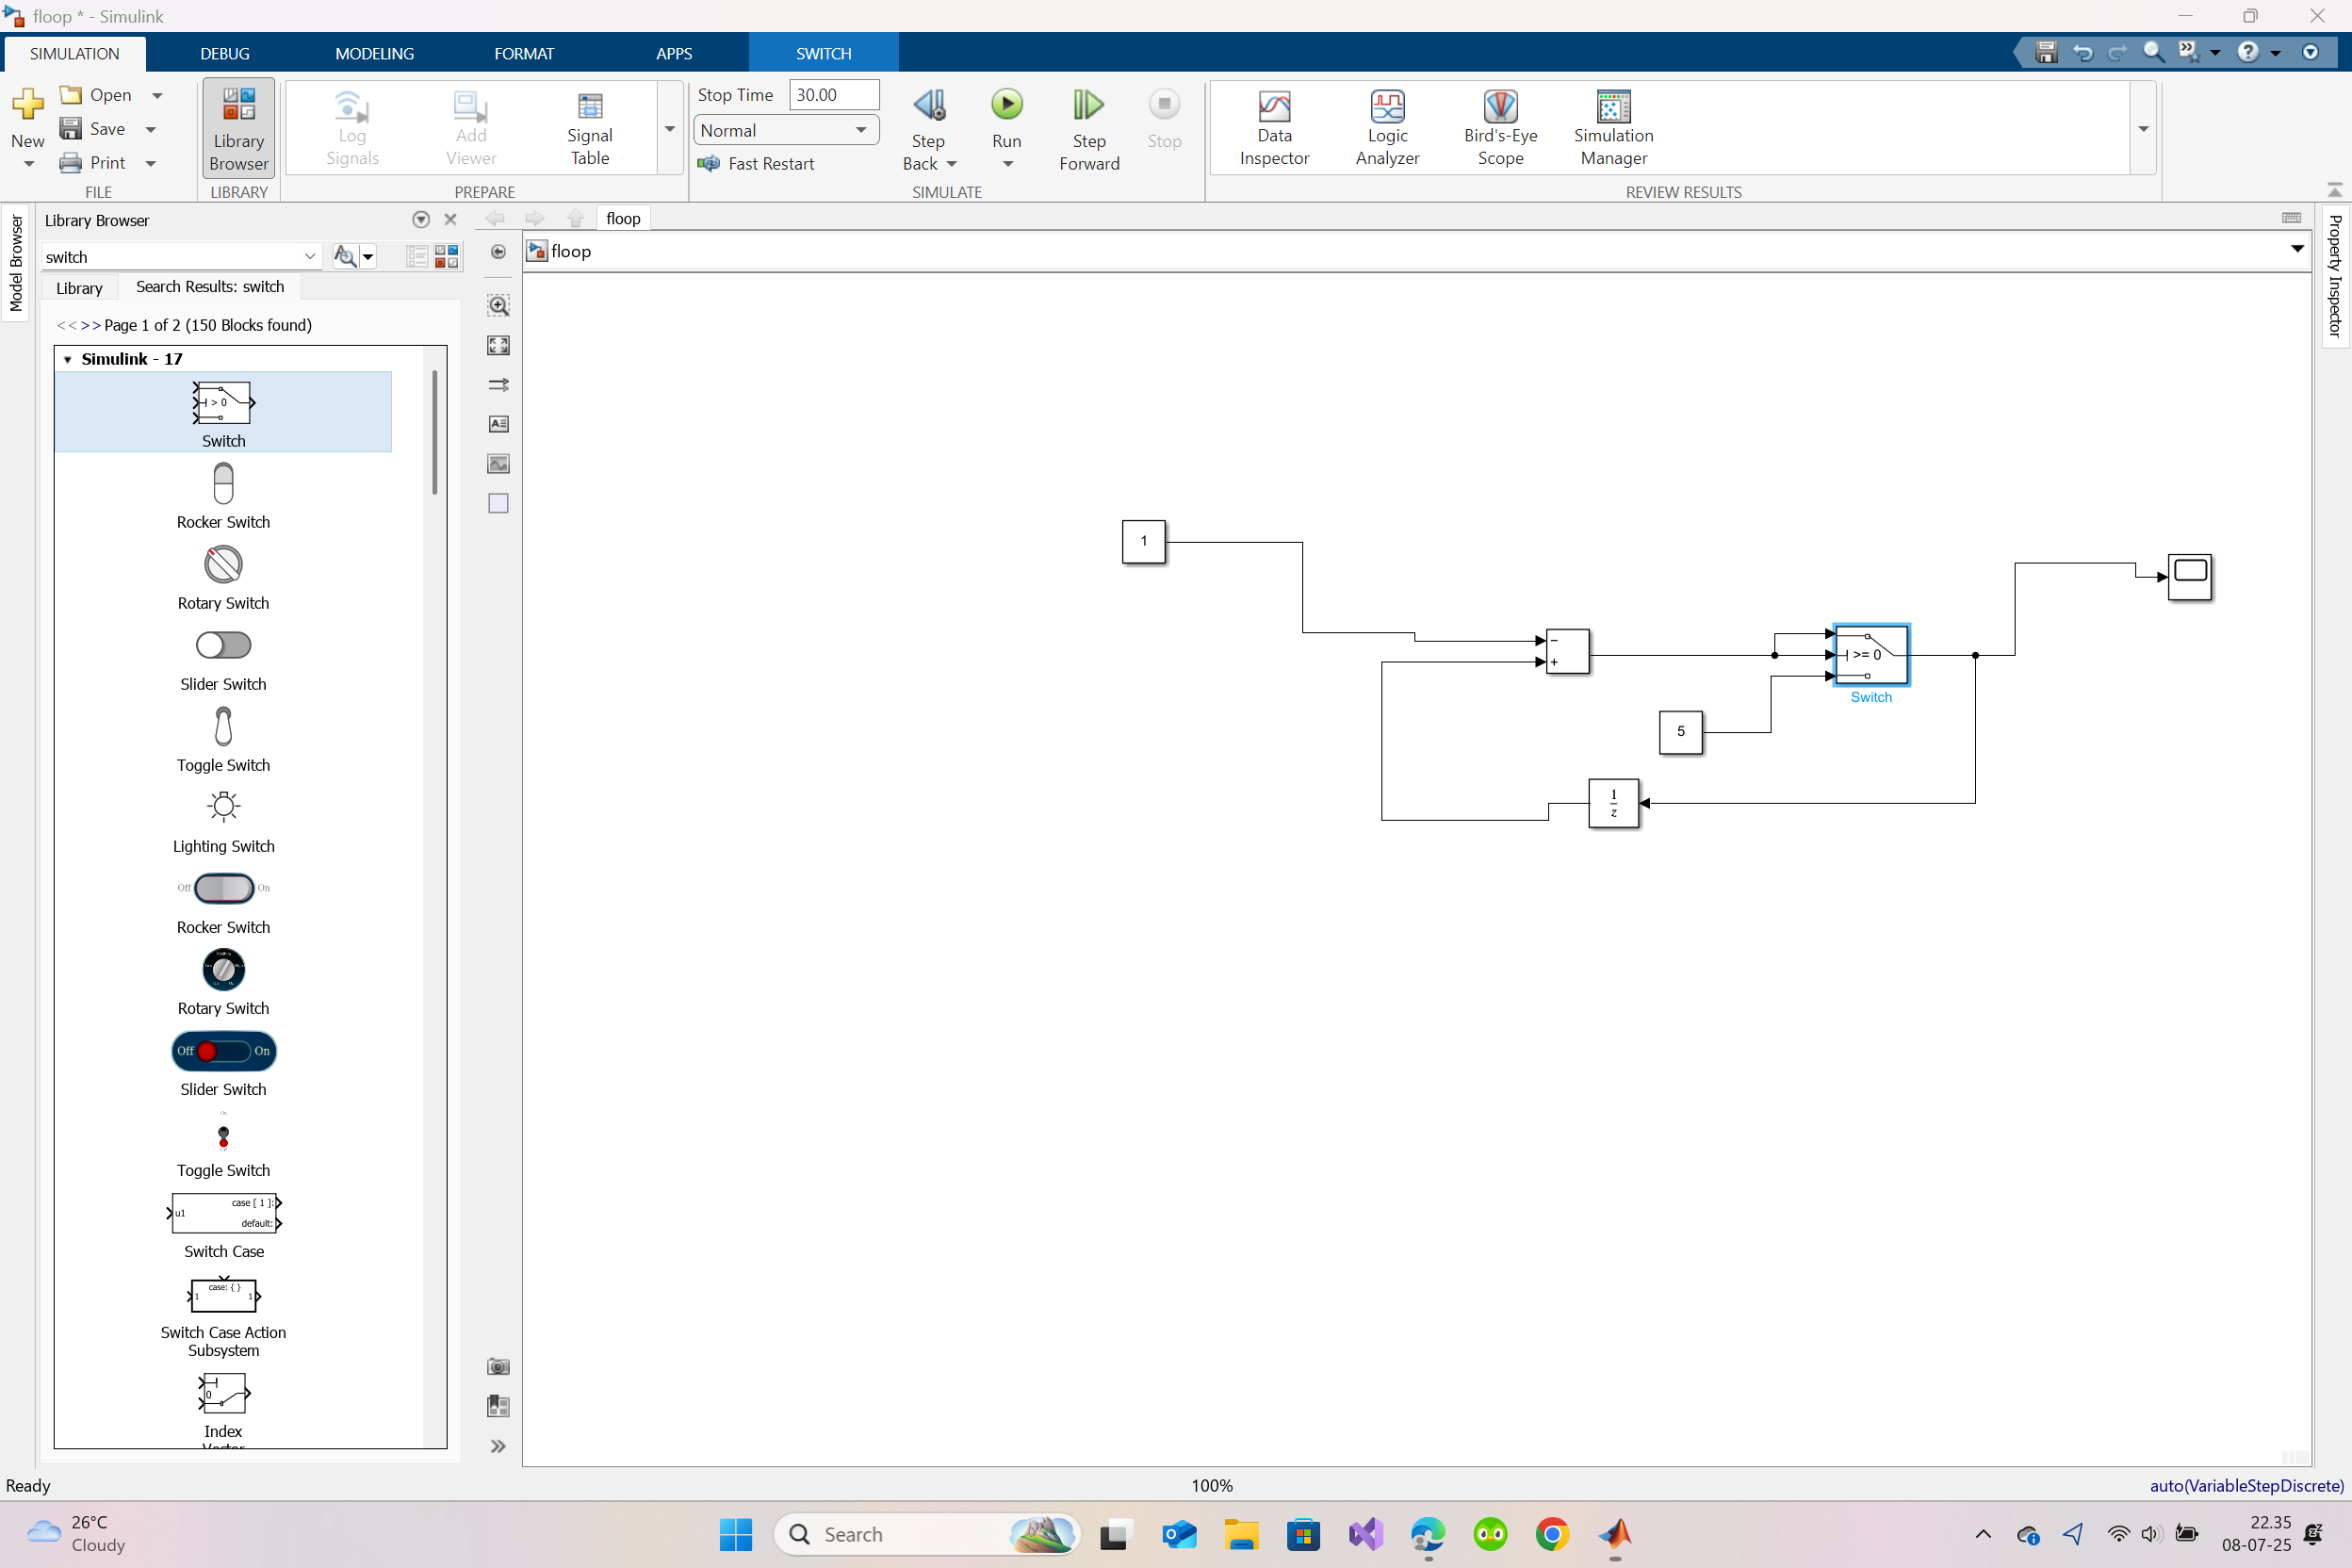 floop * - Simulink
SIMULATION DEBUG MODELING FORMAT APPS SWITCH
New
Open
Save
Print
FILE
Library
Browser
LIBRARY
Log
Signals
Add
Viewer
Signal
Table
PREPARE
Stop Time 30.00
Normal
Fast Restart
Step
Back
Run
Step
Forward
Stop
SIMULATE
Data
Inspector
Logic
Analyzer
Bird's-Eye
Scope
Simulation
Manager
REVIEW RESULTS
Model Browser
Library Browser
switch
Library Search Results: switch
<< >> Page 1 of 2 (150 Blocks found)
Simulink - 17
> 0
Switch
Rocker Switch
Rotary Switch
Slider Switch
Toggle Switch
Lighting Switch
Off On
Rocker Switch
Rotary Switch
Off On
Slider Switch
Toggle Switch
u1 case [ 1 ]:
default:
Switch Case
case: { }
1 1
Switch Case Action
Subsystem
0
Index
Vector
floop
floop
1
-
+
>= 0
Switch
5
1
z
Property Inspector
Ready 100% auto(VariableStepDiscrete)
26°C
Cloudy
Search
22.35
08-07-25